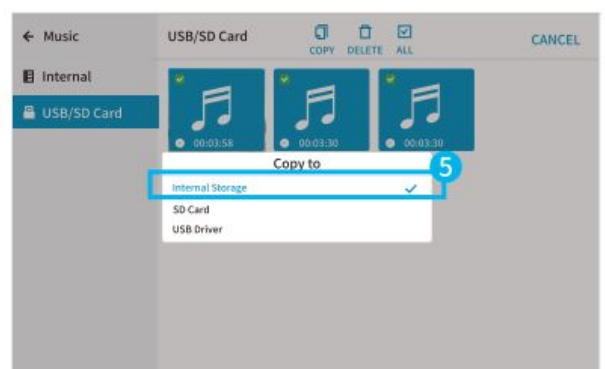 ← Music
USB/SD Card
COPY
DELETE
ALL
CANCEL
Internal
USB/SD Card
00:03:58
00:03:30
00:03:30
Copy to
5
Internal Storage
SD Card
USB Driver